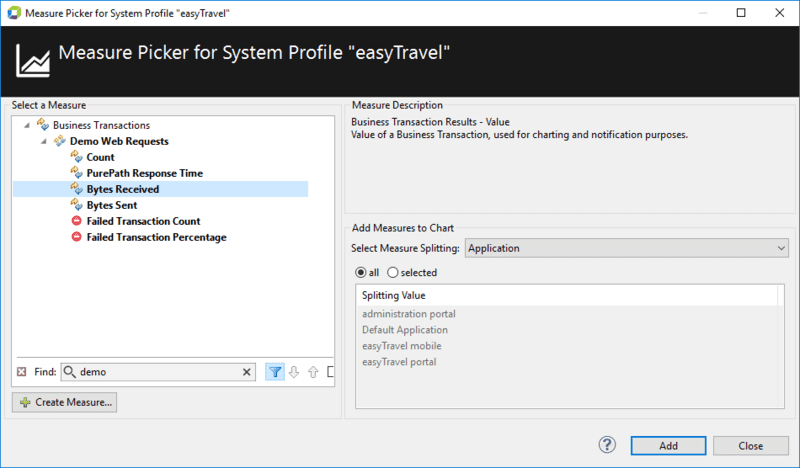 Measure Picker for System Profile "easyTravel"
Measure Picker for System Profile "easyTravel"
Select a Measure
Business Transactions
Demo Web Requests
Count
PurePath Response Time
Bytes Received
Bytes Sent
Failed Transaction Count
Failed Transaction Percentage
Find: demo
Create Measure...
Measure Description
Business Transaction Results - Value
Value of a Business Transaction, used for charting and notification purposes.
Add Measures to Chart
Select Measure Splitting: Application
all selected
Splitting Value
administration portal
Default Application
easyTravel mobile
easyTravel portal
? Add Close